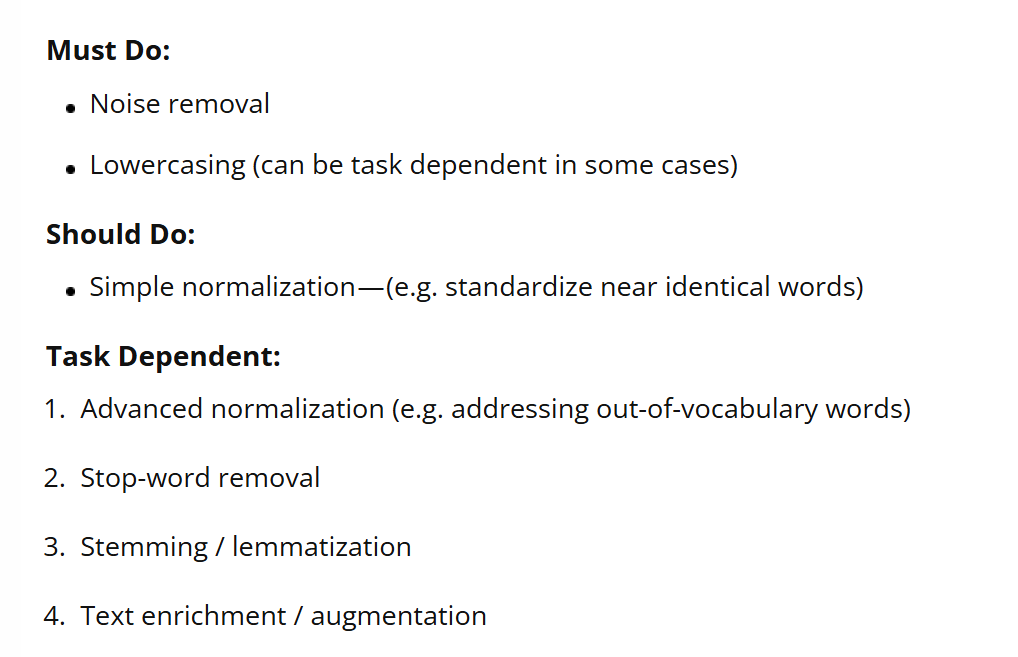 Must Do:
• Noise removal
• Lowercasing (can be task dependent in some cases)
Should Do:
• Simple normalization—(e.g. standardize near identical words)
Task Dependent:
1. Advanced normalization (e.g. addressing out-of-vocabulary words)
2. Stop-word removal
3. Stemming / lemmatization
4. Text enrichment / augmentation